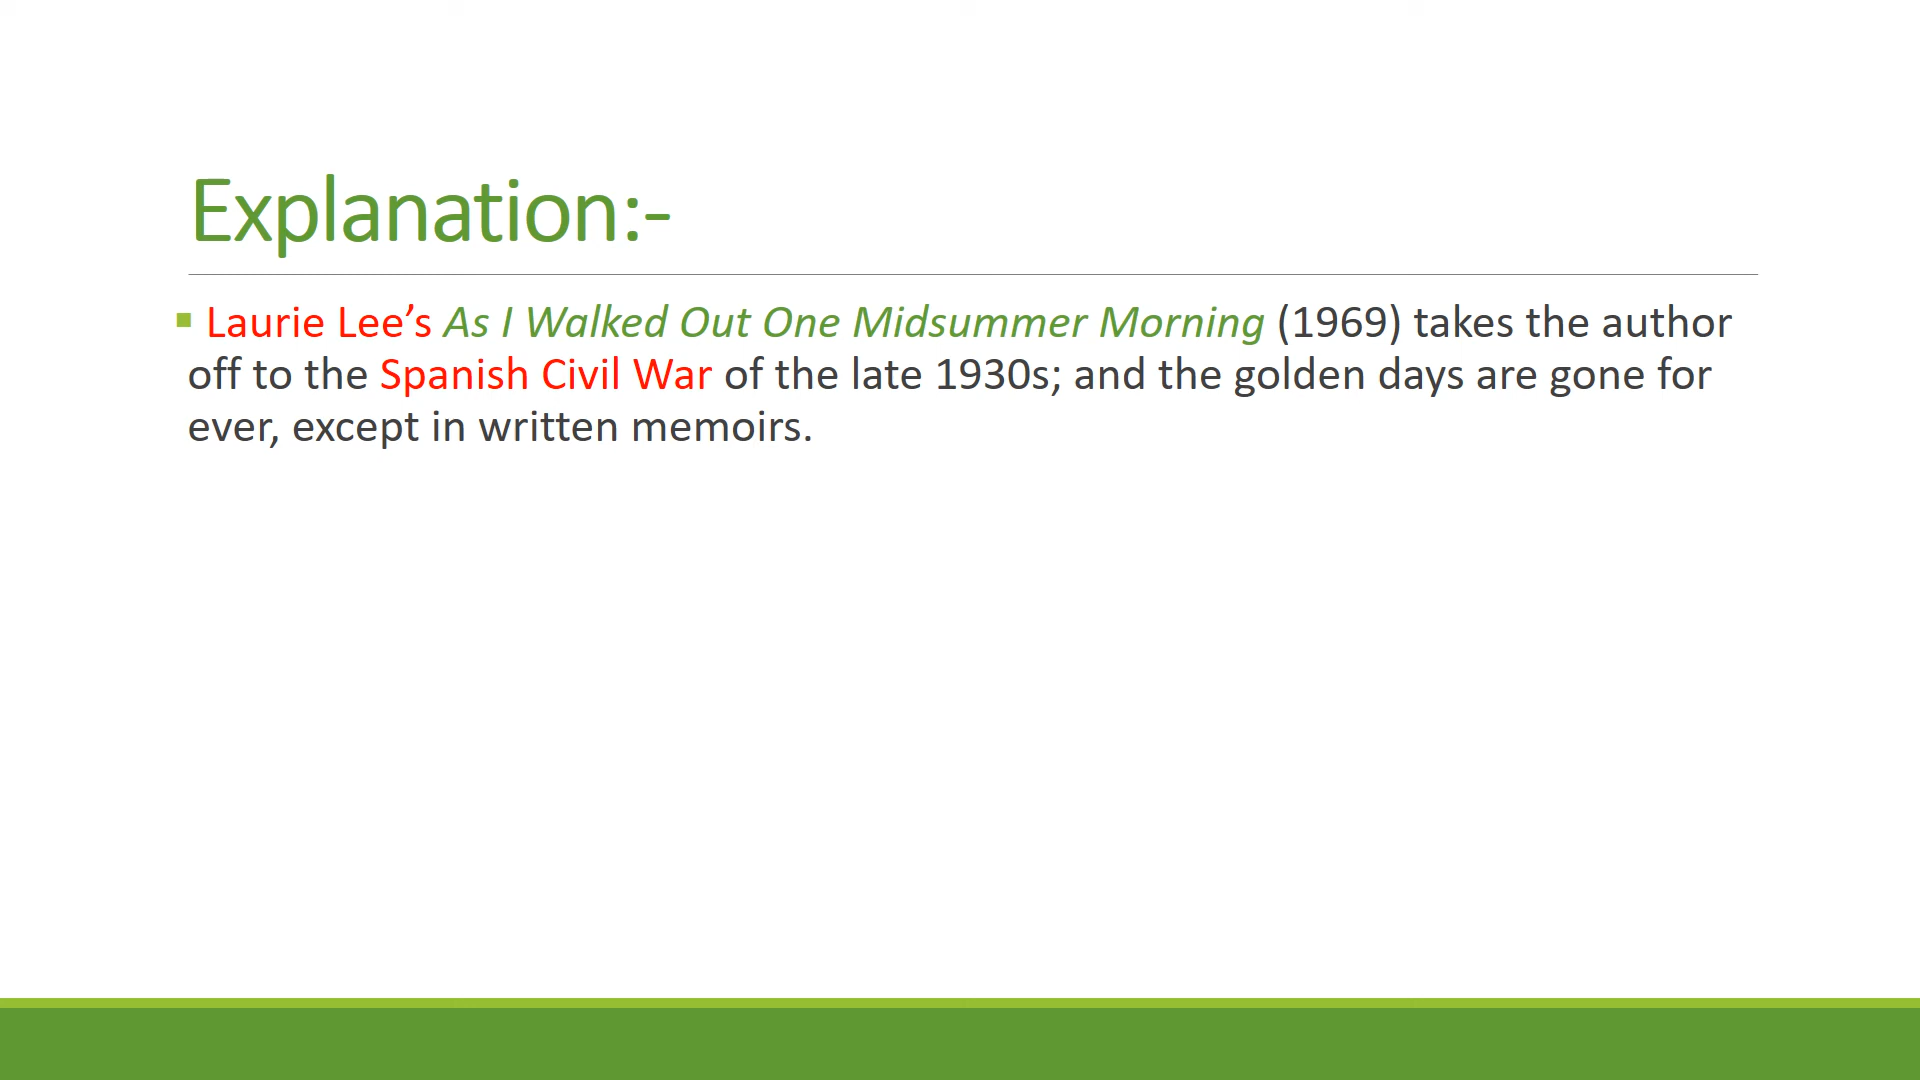 Explanation:-
Laurie Lee’s As I Walked Out One Midsummer Morning (1969) takes the author
off to the Spanish Civil War of the late 1930s; and the golden days are gone for
ever, except in written memoirs.